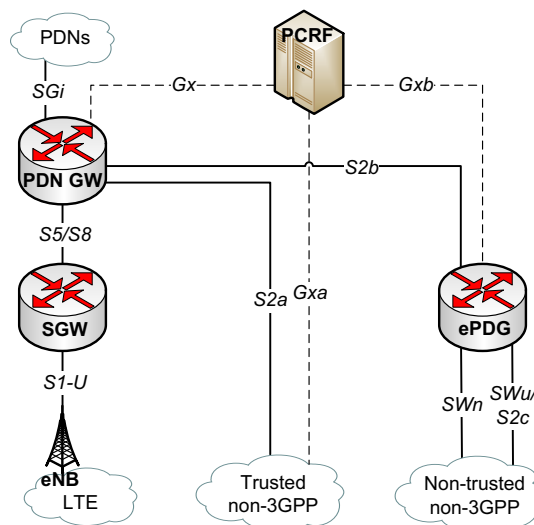 PDNs
PCRF
SGi
Gx
Gxb
PDN GW
S2b
S5/S8
S2a
Gxa
SGW
ePDG
S1-U
SWn
SWu/
S2c
eNB
LTE
Trusted
non-3GPP
Non-trusted
non-3GPP